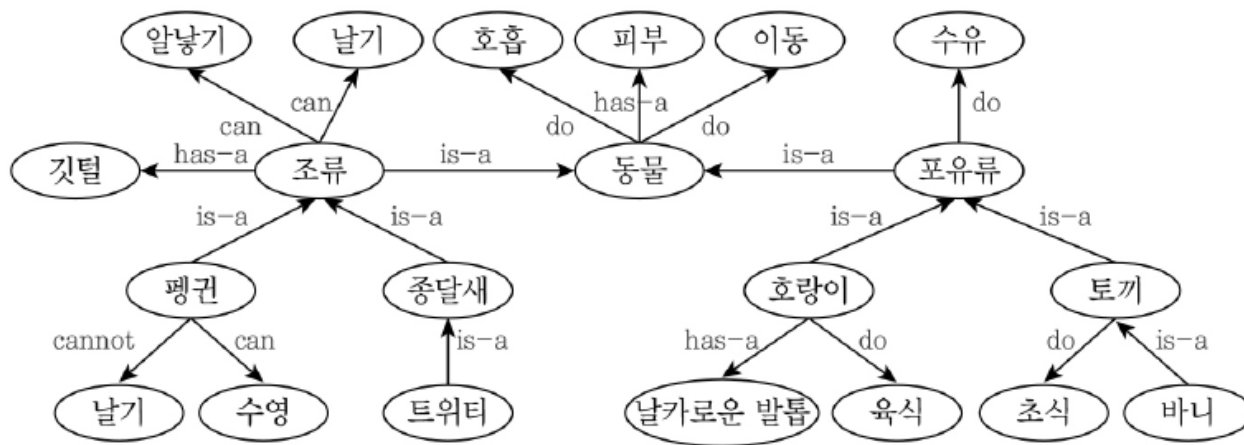 알낳기 날기 호흡 피부 이동 수유
can can do has-a do do
깃털 has-a 조류 is-a 동물 is-a 포유류
is-a is-a is-a is-a
펭귄 종달새 호랑이 토끼
cannot can is-a has-a do do is-a
날기 수영 트위티 날카로운 발톱 육식 초식 바니